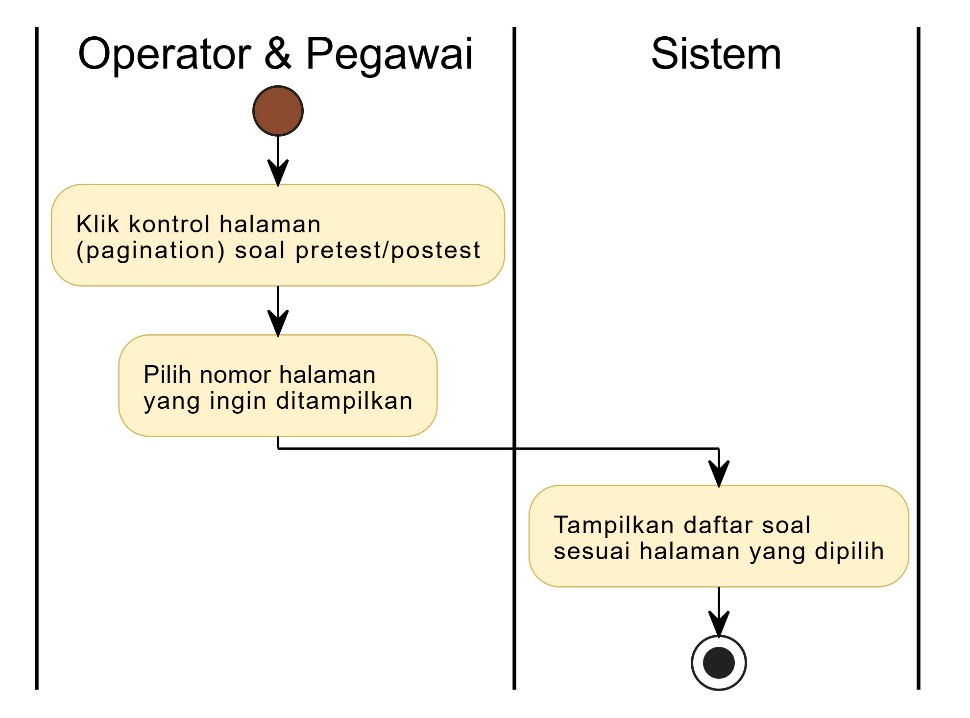 Operator & Pegawai
Sistem
Klik kontrol halaman
(pagination) soal pretest/postest
Pilih nomor halaman
yang ingin ditampilkan
Tampilkan daftar soal
sesuai halaman yang dipilih